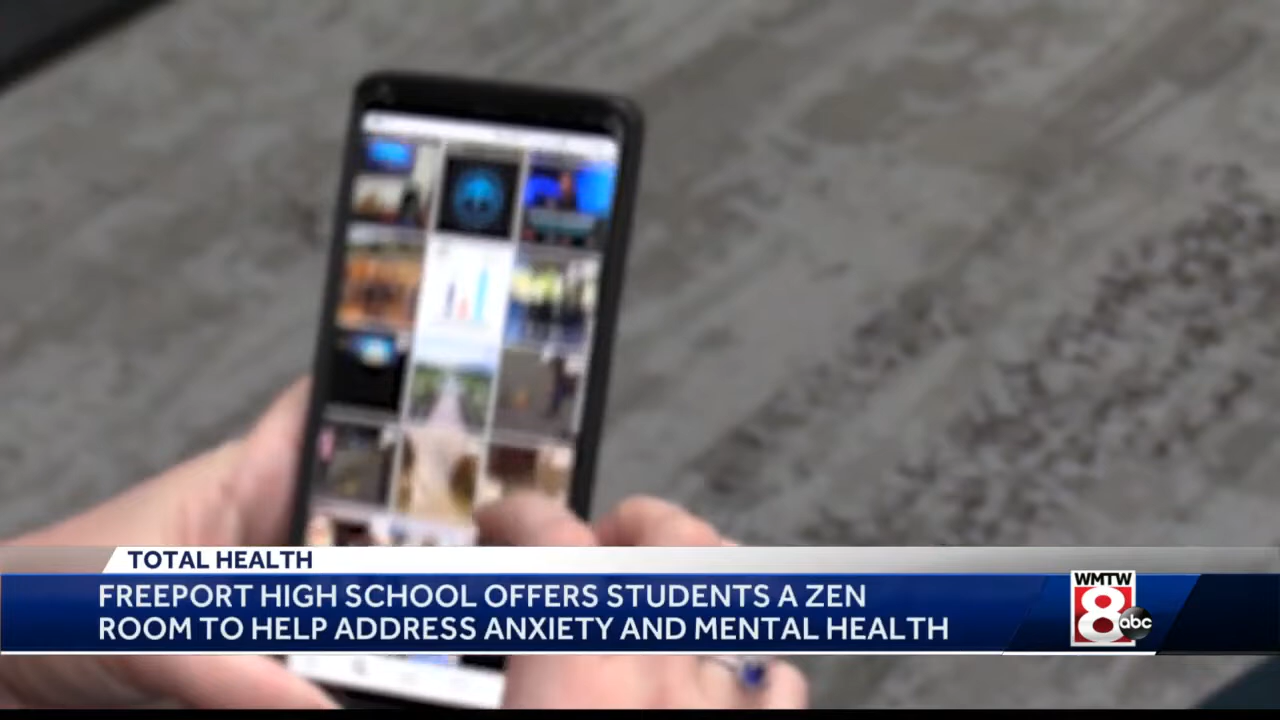 TOTAL HEALTH
FREEPORT HIGH SCHOOL OFFERS STUDENTS A ZEN
ROOM TO HELP ADDRESS ANXIETY AND MENTAL HEALTH
WMTW
8
abc